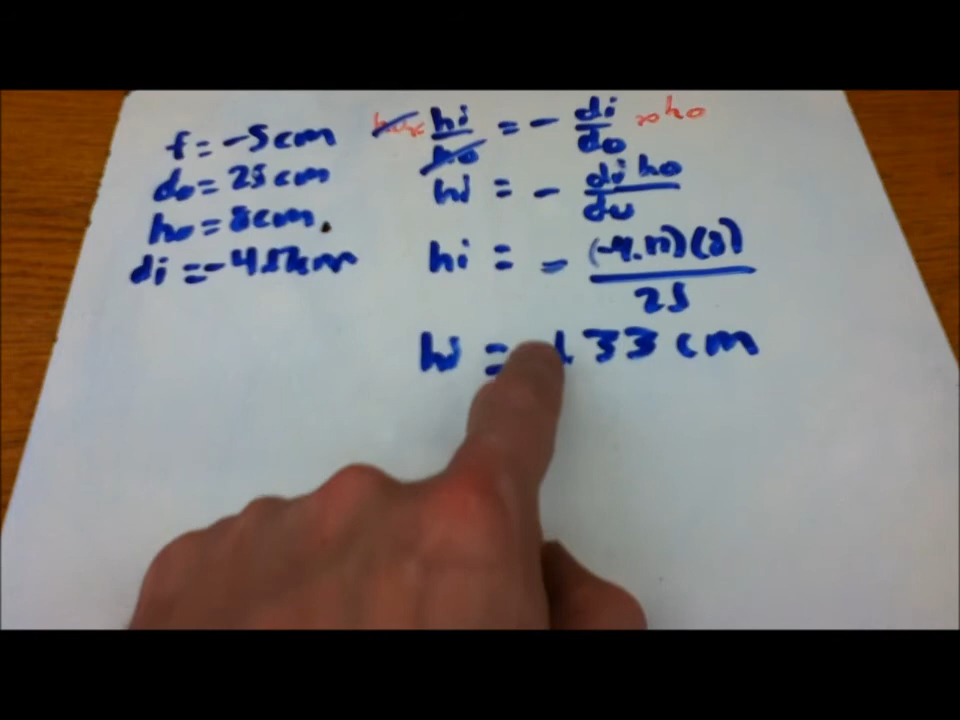 f = -5cm
do = 25cm
ho = 8cm
di = -4.17cm
ho x hi/ho = - di/do x ho
hi = - di ho/do
hi = - (-4.17)(8)/25
hi = 33 cm